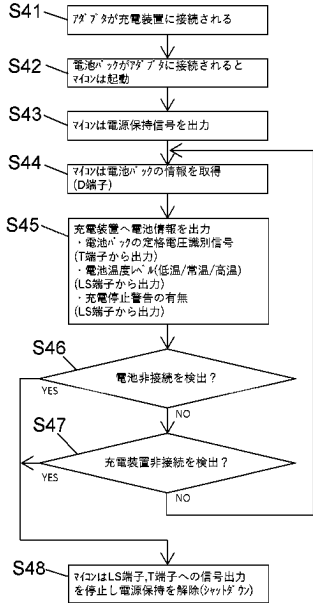 S41
ｱﾀﾞﾌﾟﾀが充電装置に接続される
S42
電池ﾊﾟｯｸがｱﾀﾞﾌﾟﾀに接続されると
ﾏｲｺﾝは起動
S43
ﾏｲｺﾝは電源保持信号を出力
S44
ﾏｲｺﾝは電池ﾊﾟｯｸの情報を取得
(D端子)
S45
充電装置へ電池情報を出力
・電池ﾊﾟｯｸの定格電圧識別信号
(T端子から出力)
・電池温度ﾚﾍﾞﾙ(低温/常温/高温)
(LS端子から出力)
・充電停止警告の有無
(LS端子から出力)
S46
電池非接続を検出？
YES
NO
S47
充電装置非接続を検出？
YES
NO
S48
ﾏｲｺﾝはLS端子,T端子への信号出力
を停止し電源保持を解除(ｼｬｯﾄﾀﾞｳﾝ)